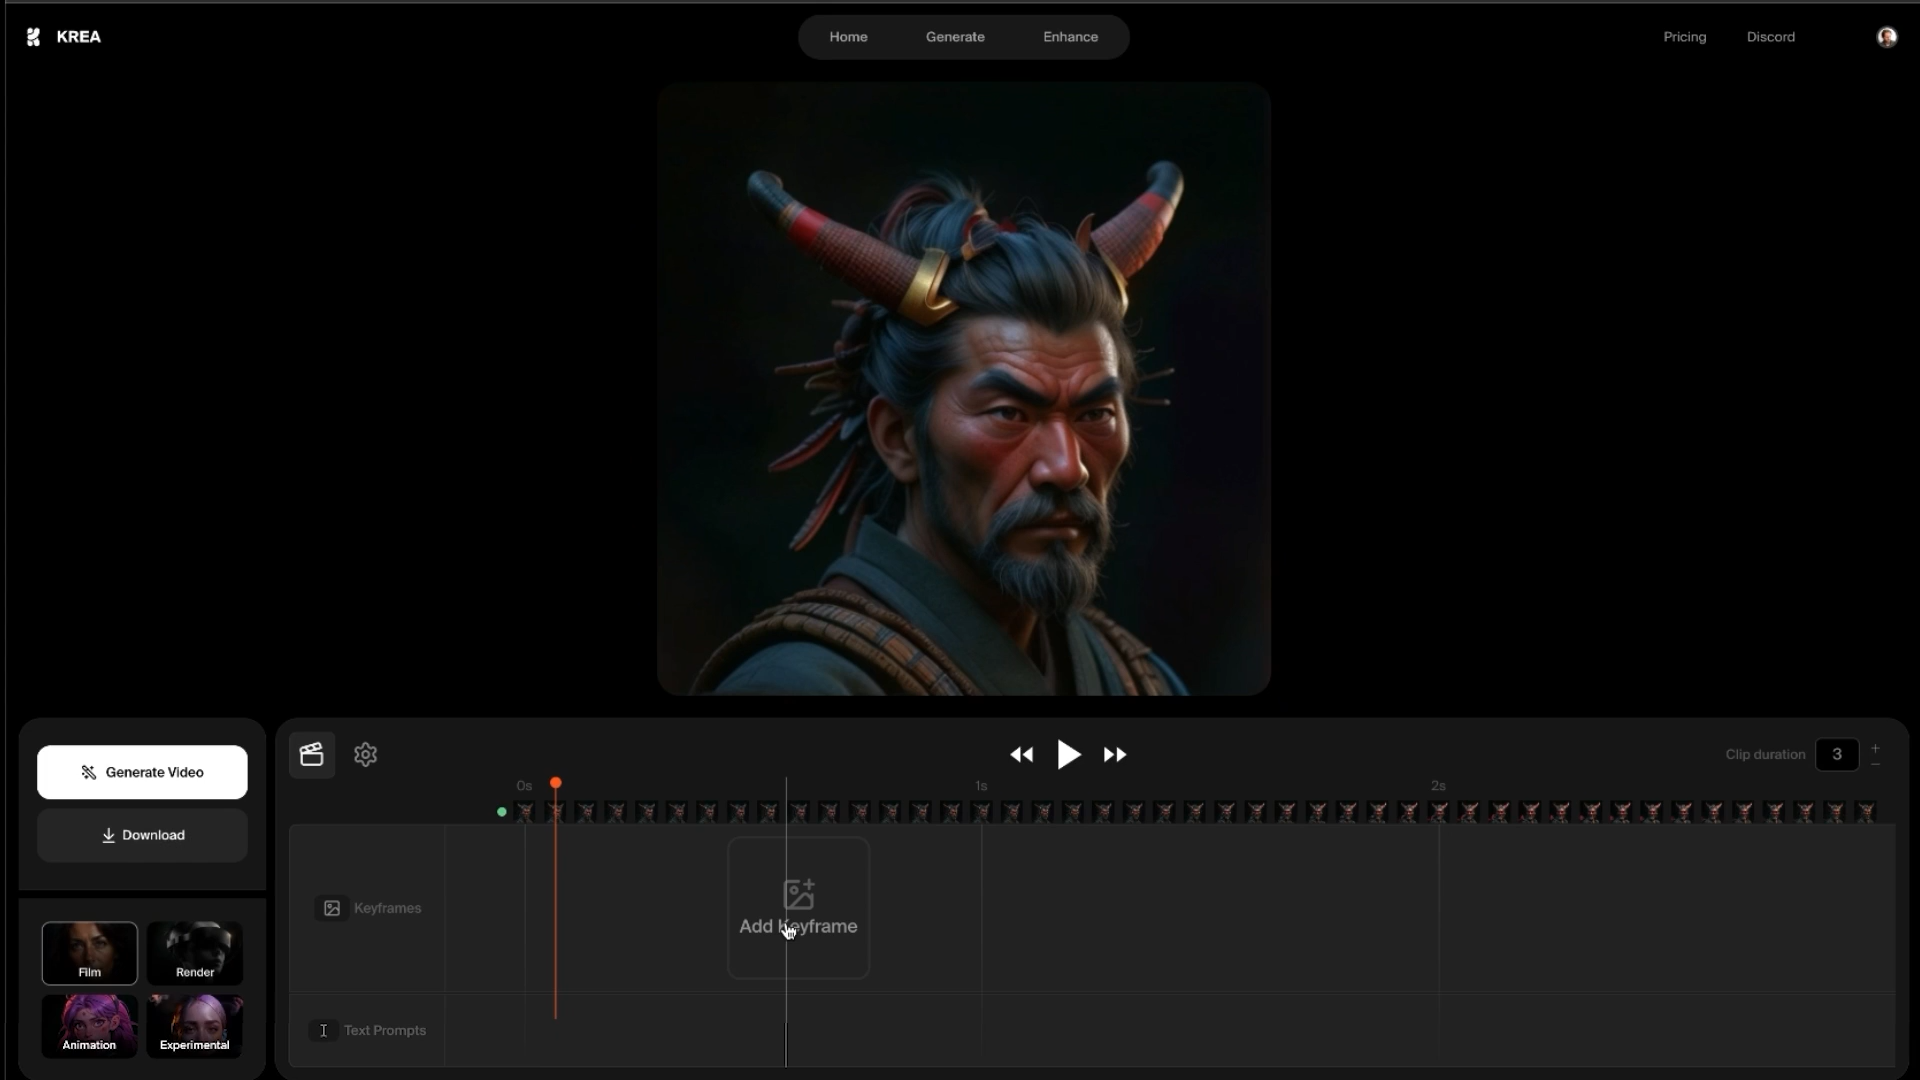 KREA
Home
Generate
Enhance
Pricing
Discord
Generate Video
Download
Clip duration
3
+
−
0s
1s
2s
Keyframes
Add Keyframe
Film
Render
Text Prompts
Animation
Experimental